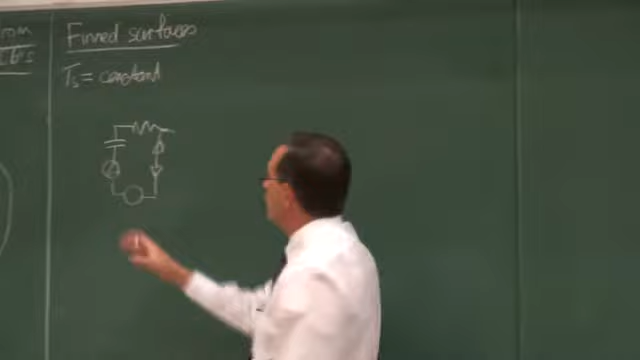 Finned surfaces
Ts = constant